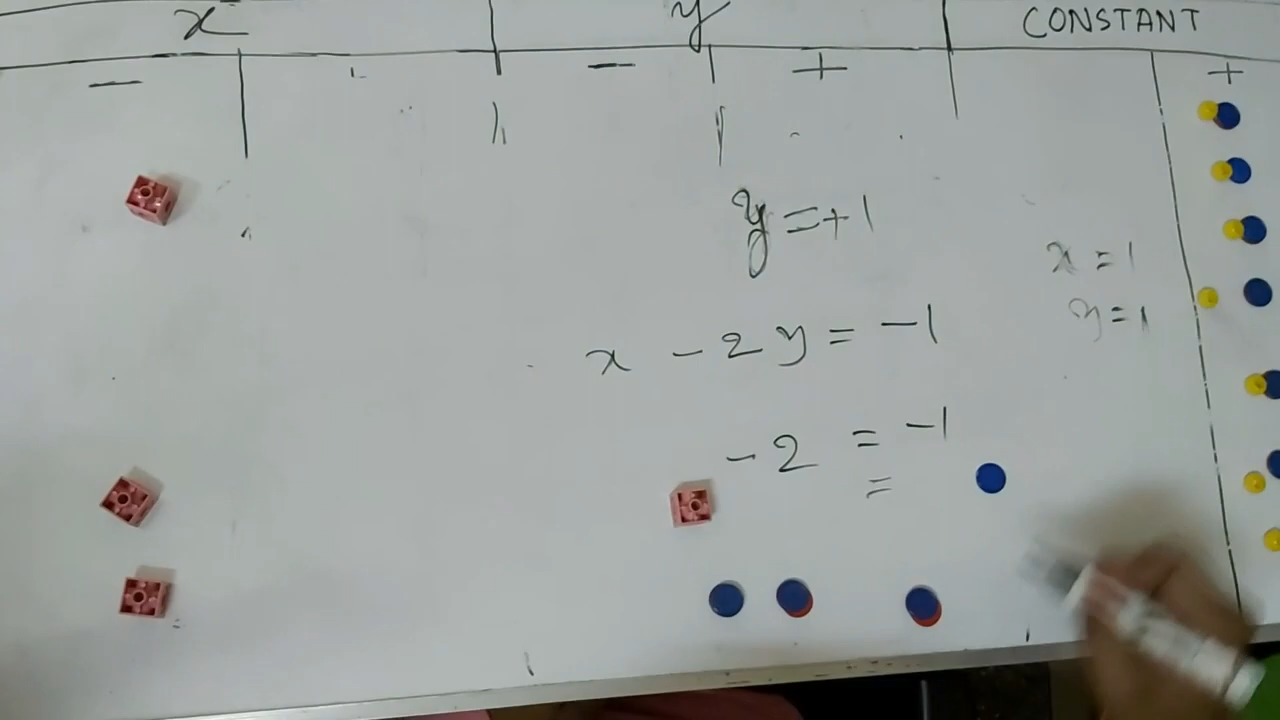 x y CONSTANT
− − + +
y = +1
x = 1
y = 1
x − 2y = −1
− 2 = −1
=